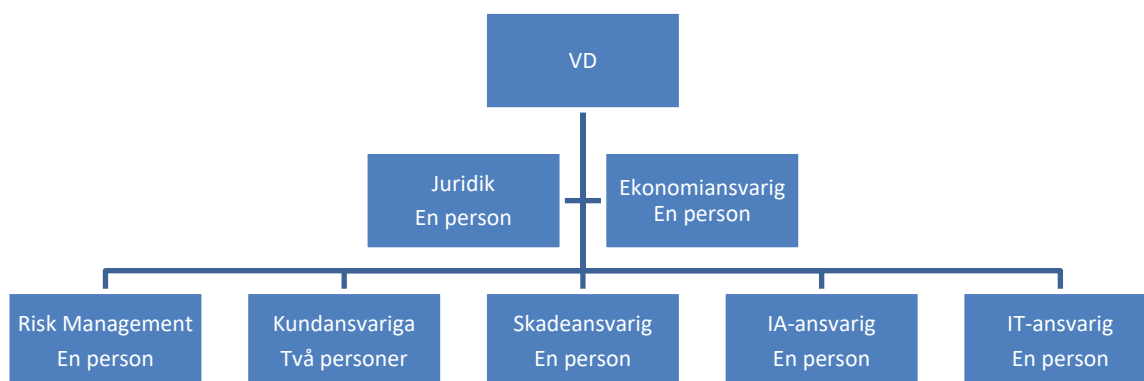 VD
Juridik
En person
Ekonomiansvarig
En person
Risk Management
En person
Kundansvariga
Två personer
Skadeansvarig
En person
IA-ansvarig
En person
IT-ansvarig
En person